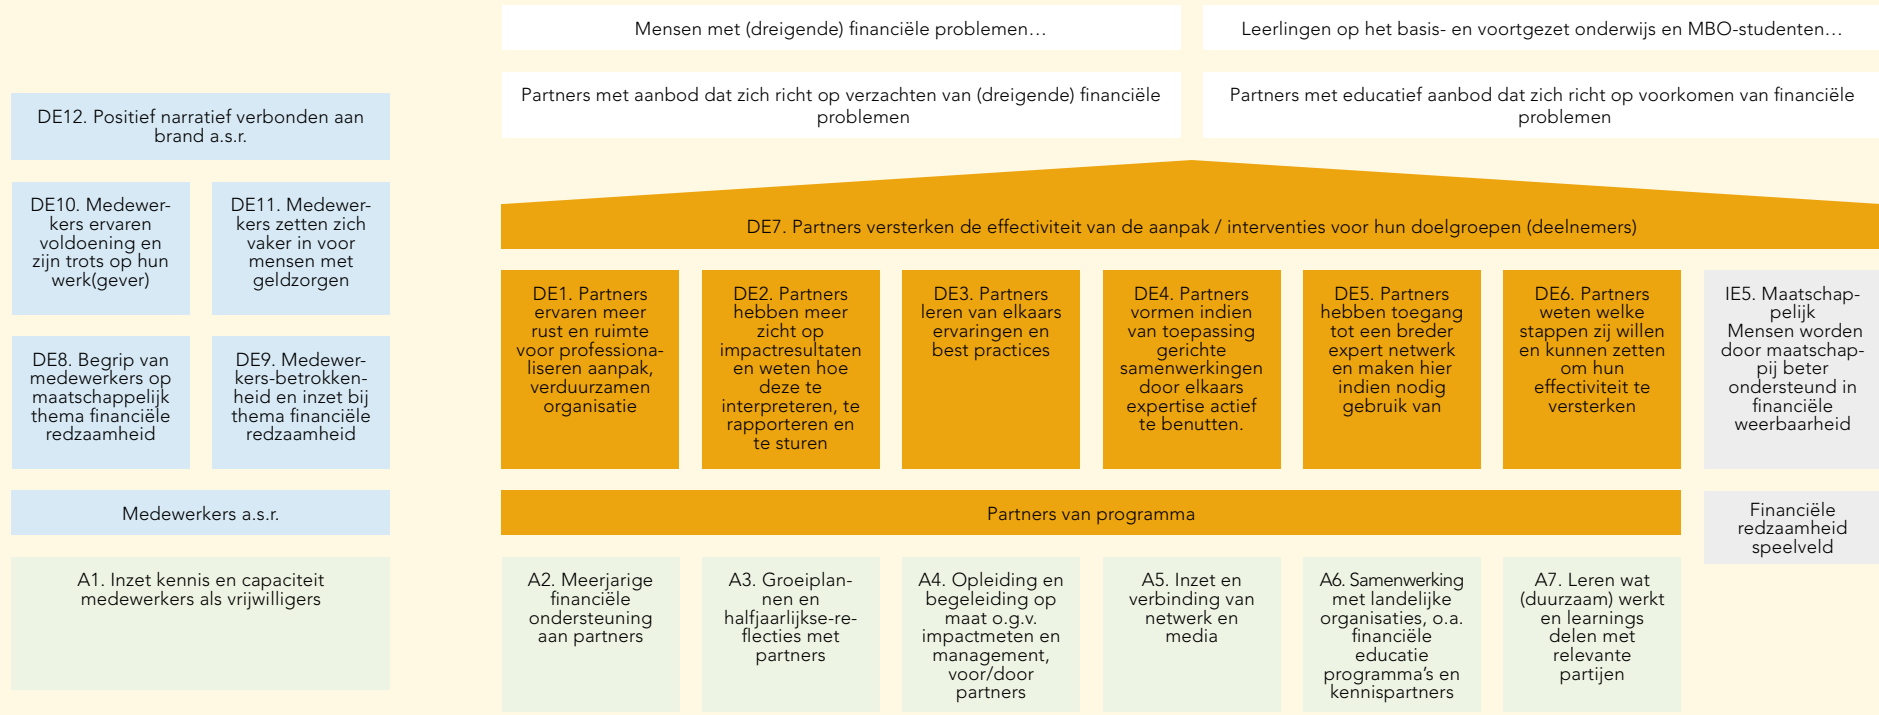 Mensen met (dreigende) financiële problemen…
Leerlingen op het basis- en voortgezet onderwijs en MBO-studenten…
Partners met aanbod dat zich richt op verzachten van (dreigende) financiële
problemen
Partners met educatief aanbod dat zich richt op voorkomen van financiële
problemen
DE12. Positief narratief verbonden aan
brand a.s.r.
DE10. Medewer-
kers ervaren
voldoening en
zijn trots op hun
werk(gever)
DE11. Medewer-
kers zetten zich
vaker in voor
mensen met
geldzorgen
DE8. Begrip van
medewerkers op
maatschappelijk
thema financiële
redzaamheid
DE9. Medewer-
kers-betrokken-
heid en inzet bij
thema financiële
redzaamheid
Medewerkers a.s.r.
A1. Inzet kennis en capaciteit
medewerkers als vrijwilligers
DE7. Partners versterken de effectiviteit van de aanpak / interventies voor hun doelgroepen (deelnemers)
DE1. Partners
ervaren meer
rust en ruimte
voor professiona-
liseren aanpak,
verduurzamen
organisatie
DE2. Partners
hebben meer
zicht op
impactresultaten
en weten hoe
deze te
interpreteren, te
rapporteren en
te sturen
DE3. Partners
leren van elkaars
ervaringen en
best practices
DE4. Partners
vormen indien
van toepassing
gerichte
samenwerkingen
door elkaars
expertise actief
te benutten.
DE5. Partners
hebben toegang
tot een breder
expert netwerk
en maken hier
indien nodig
gebruik van
DE6. Partners
weten welke
stappen zij willen
en kunnen zetten
om hun
effectiviteit te
versterken
IE5. Maatschap-
pelijk
Mensen worden
door maatschap-
pij beter
ondersteund in
financiële
weerbaarheid
Partners van programma
Financiële
redzaamheid
speelveld
A2. Meerjarige
financiële
ondersteuning
aan partners
A3. Groeiplan-
nen en
halfjaarlijkse-re-
flecties met
partners
A4. Opleiding en
begeleiding op
maat o.g.v.
impactmeten en
management,
voor/door
partners
A5. Inzet en
verbinding van
netwerk en
media
A6. Samenwerking
met landelijke
organisaties, o.a.
financiële
educatie
programma's en
kennispartners
A7. Leren wat
(duurzaam) werkt
en learnings
delen met
relevante
partijen